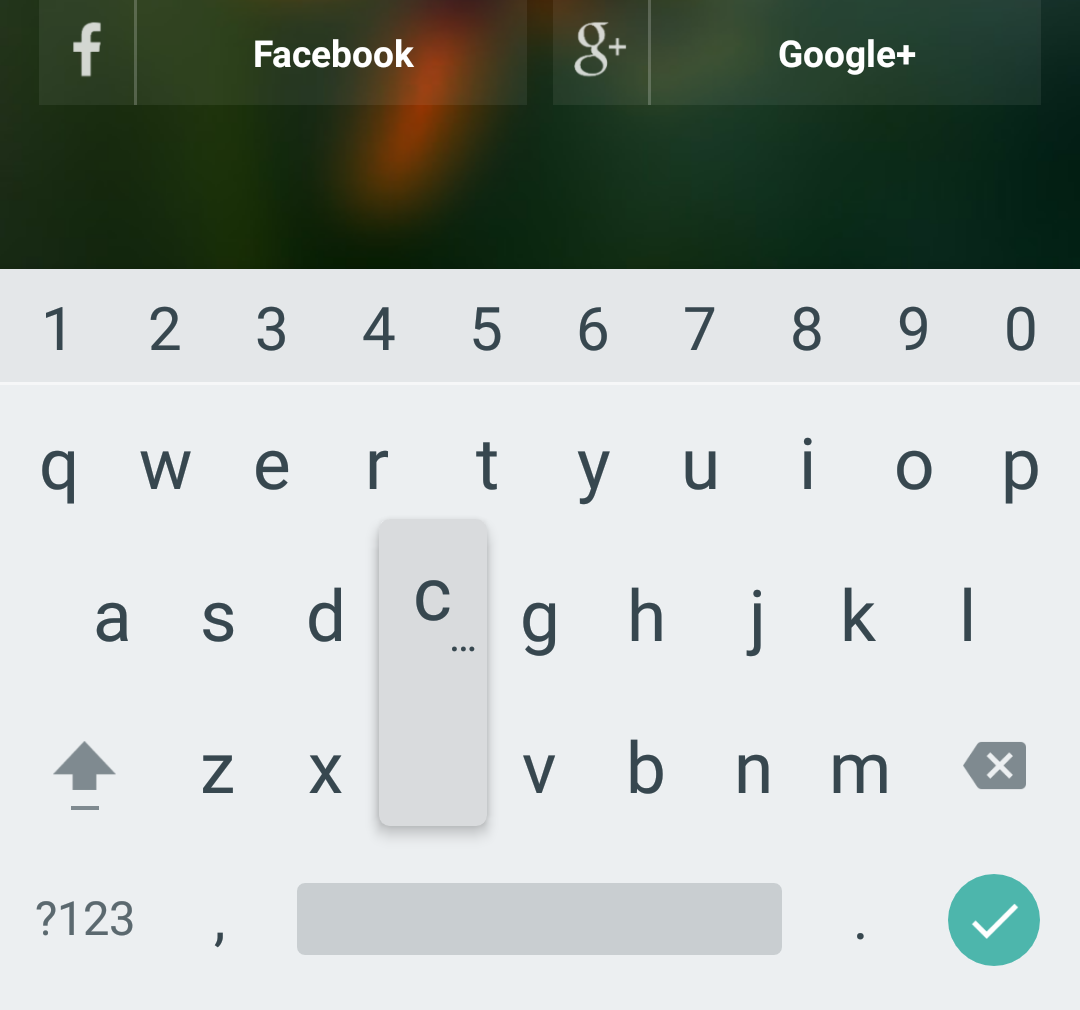 f Facebook g+ Google+
1 2 3 4 5 6 7 8 9 0
q w e r t y u i o p
a s d c... g h j k l
z x v b n m
?123 , .